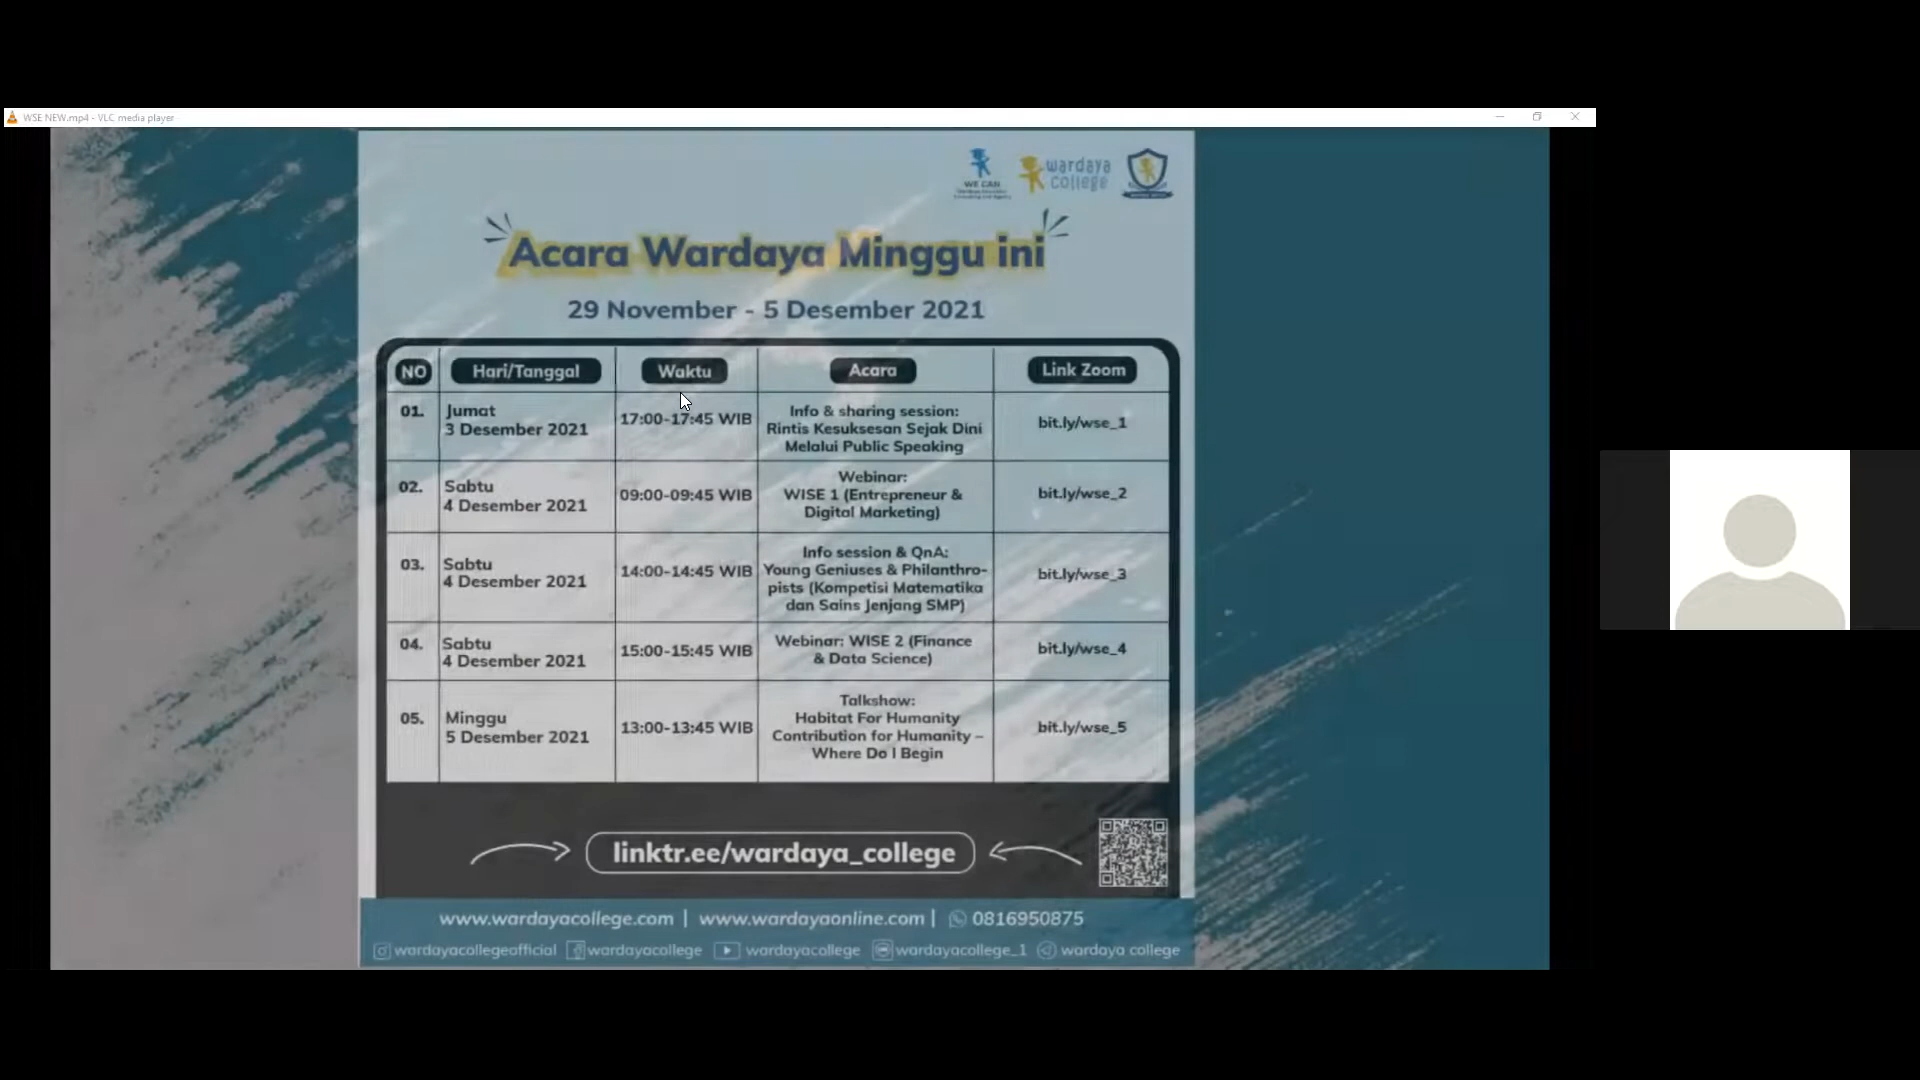 WSE NEW.mp4 - VLC media player
WE CAN
wardaya
college
Acara Wardaya Minggu ini
29 November - 5 Desember 2021
NO Hari/Tanggal Waktu Acara Link Zoom
01.
Jumat
3 Desember 2021
17:00-17:45 WIB
Info & sharing session:
Rintis Kesuksesan Sejak Dini
Melalui Public Speaking
bit.ly/wse_1
02.
Sabtu
4 Desember 2021
09:00-09:45 WIB
Webinar:
WISE 1 (Entrepreneur &
Digital Marketing)
bit.ly/wse_2
03.
Sabtu
4 Desember 2021
14:00-14:45 WIB
Info session & QnA:
Young Geniuses & Philanthro-
pists (Kompetisi Matematika
dan Sains Jenjang SMP)
bit.ly/wse_3
04.
Sabtu
4 Desember 2021
15:00-15:45 WIB
Webinar: WISE 2 (Finance
& Data Science)
bit.ly/wse_4
05.
Minggu
5 Desember 2021
13:00-13:45 WIB
Talkshow:
Habitat For Humanity
Contribution for Humanity –
Where Do I Begin
bit.ly/wse_5
linktr.ee/wardaya_college
www.wardayacollege.com | www.wardayaonline.com | 0816950875
wardayacollegeofficial wardayacollege wardayacollege wardayacollege_1 wardaya college